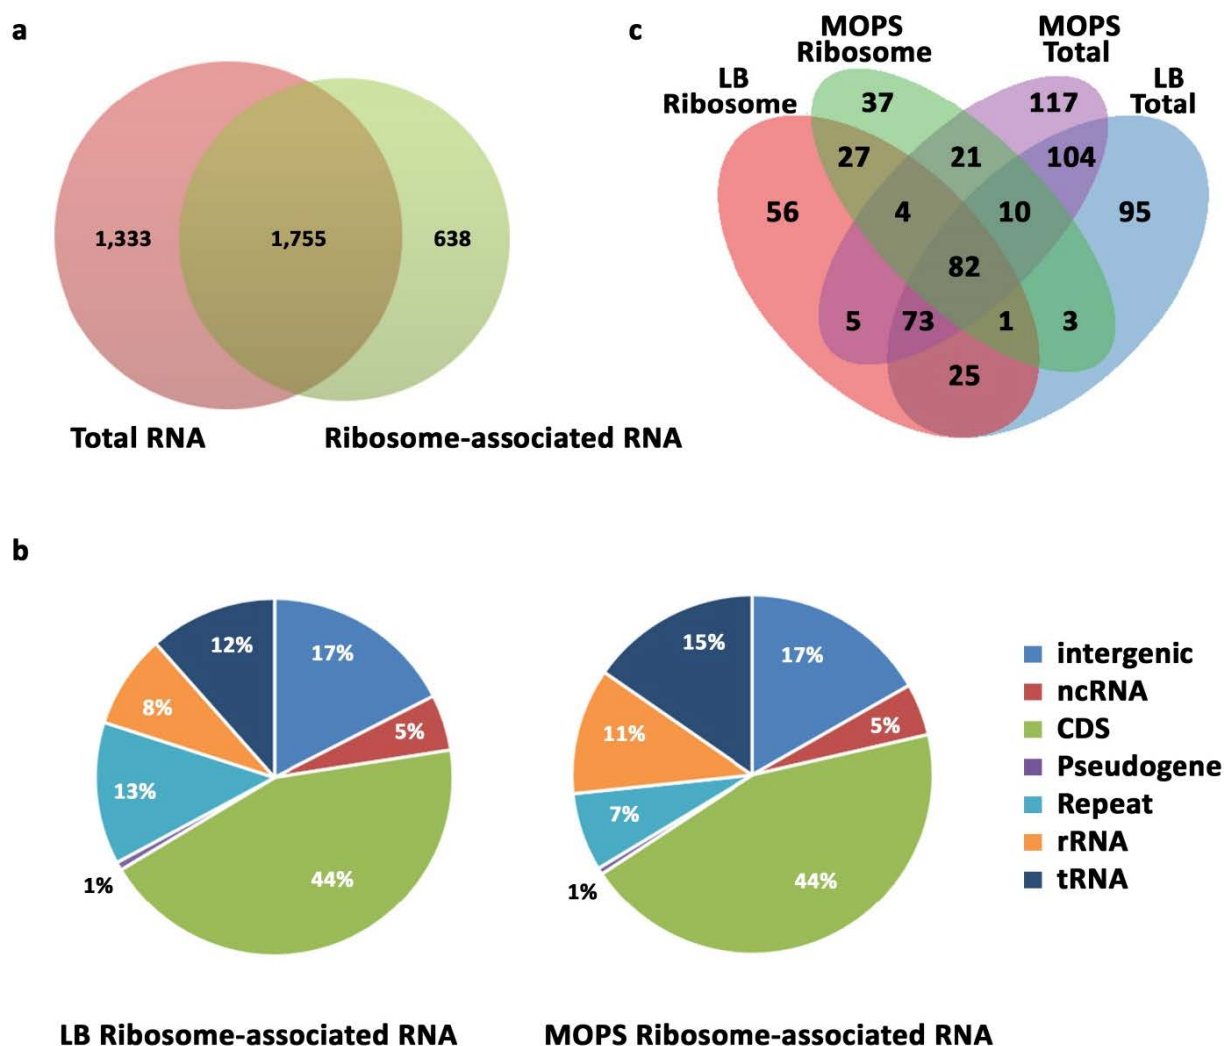 a
1,333
1,755
638
Total RNA
Ribosome-associated RNA
c
MOPS
Ribosome
MOPS
Total
LB
Ribosome
LB
Total
37
117
27
21
104
56
4
10
95
82
5
73
1
3
25
b
12%
17%
8%
5%
13%
44%
1%
LB Ribosome-associated RNA
15%
17%
11%
5%
7%
44%
1%
MOPS Ribosome-associated RNA
intergenic
ncRNA
CDS
Pseudogene
Repeat
rRNA
tRNA